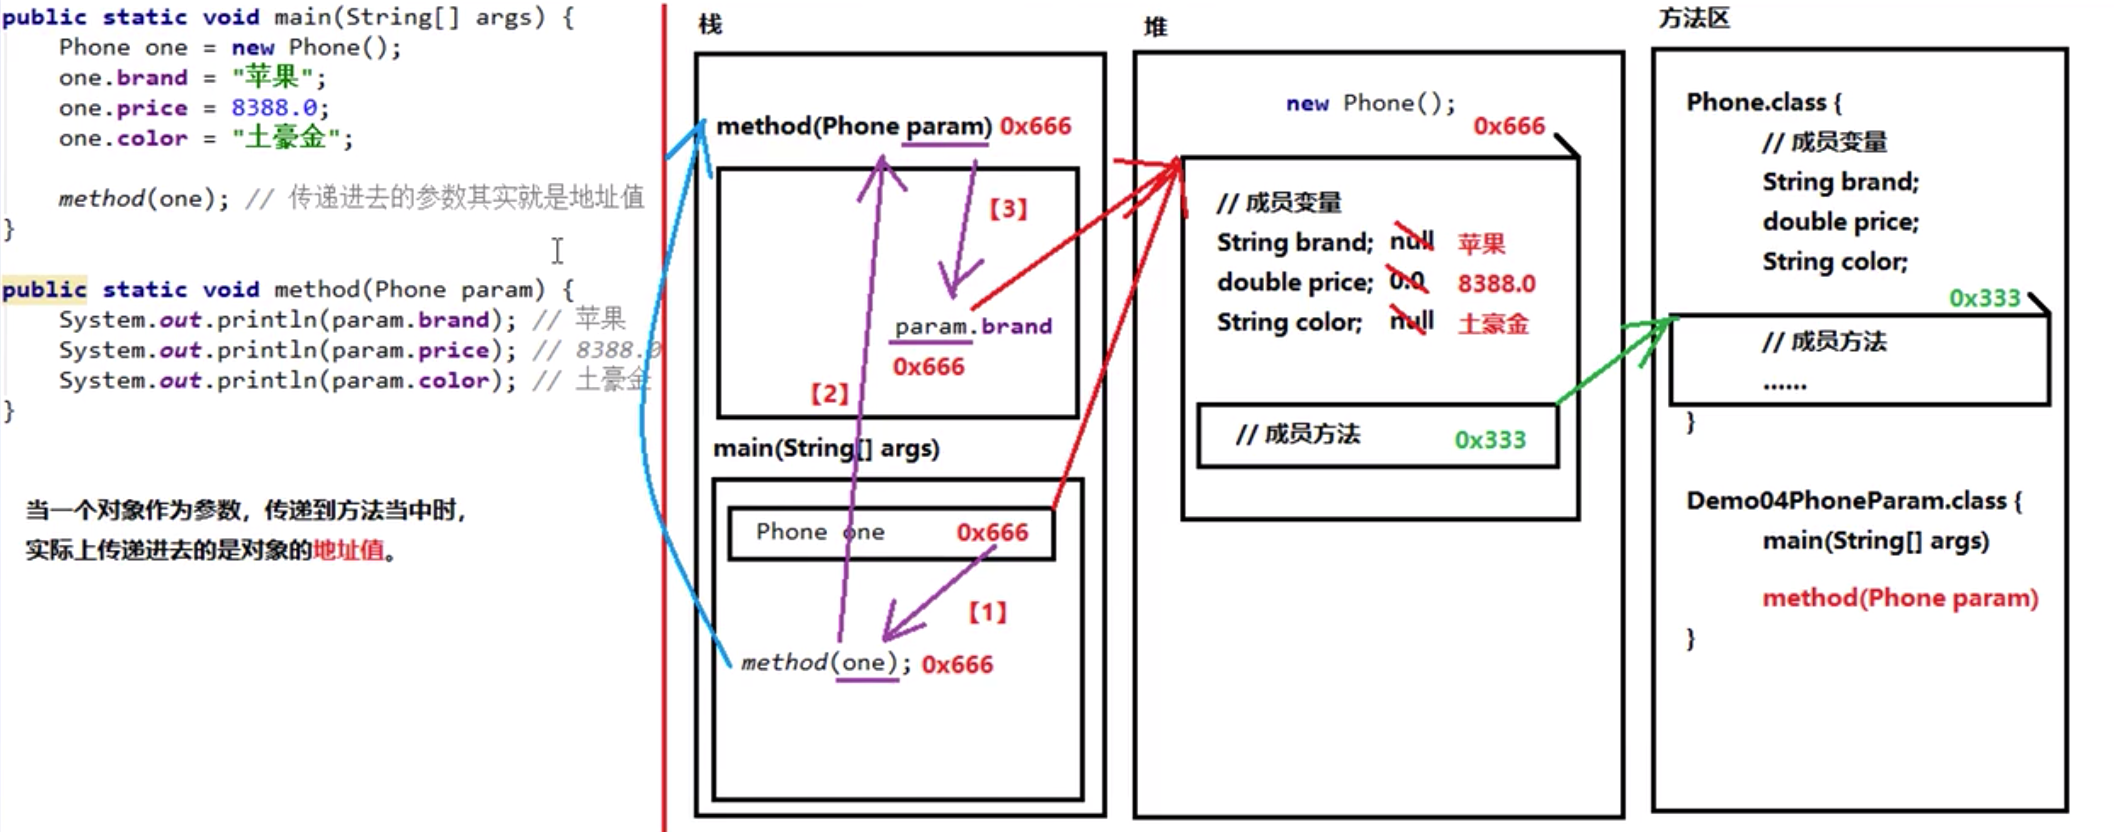 public static void main(String[] args) {
Phone one = new Phone();
one.brand = "苹果";
one.price = 8388.0;
one.color = "土豪金";
method(one); // 传递进去的参数其实就是地址值
}
public static void method(Phone param) {
System.out.println(param.brand); // 苹果
System.out.println(param.price); // 8388.0
System.out.println(param.color); // 土豪金
}
当一个对象作为参数，传递到方法当中时，
实际上传递进去的是对象的地址值。
栈
method(Phone param) 0x666
【3】
param.brand
0x666
【2】
main(String[] args)
Phone one 0x666
【1】
method(one); 0x666
堆
new Phone();
0x666
// 成员变量
String brand; null 苹果
double price; 0.0 8388.0
String color; null 土豪金
// 成员方法 0x333
方法区
Phone.class {
// 成员变量
String brand;
double price;
String color;
0x333
// 成员方法
......
}
Demo04PhoneParam.class {
main(String[] args)
method(Phone param)
}